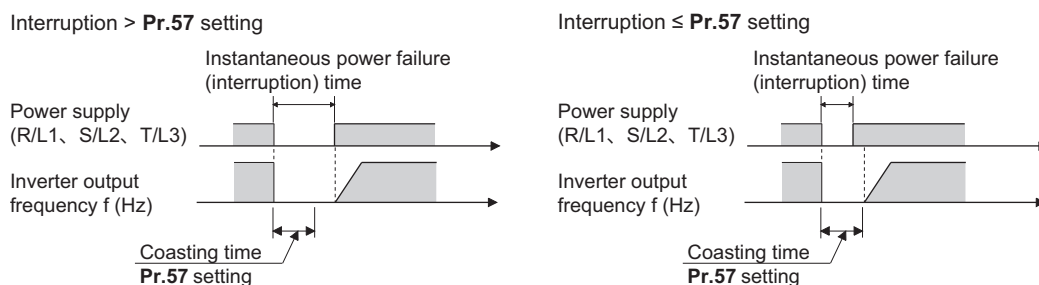 Interruption > Pr.57 setting
Instantaneous power failure
(interruption) time
Power supply
(R/L1、S/L2、T/L3)
Inverter output
frequency f (Hz)
Coasting time
Pr.57 setting
Interruption ≤ Pr.57 setting
Instantaneous power failure
(interruption) time
Power supply
(R/L1、S/L2、T/L3)
Inverter output
frequency f (Hz)
Coasting time
Pr.57 setting